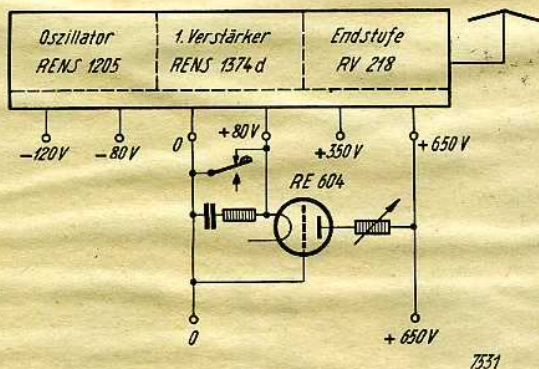 Oszillator
RENS 1205
1. Verstärker
RENS 1374 d
Endstufe
RV 218
-120V
-80V
0
+80V
+350V
+650V
RE 604
0
+650V
7531